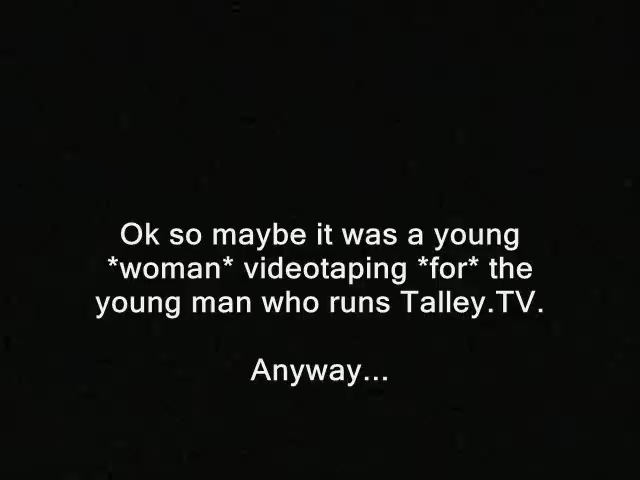 Ok so maybe it was a young
*woman* videotaping *for* the
young man who runs Talley.TV.
Anyway...